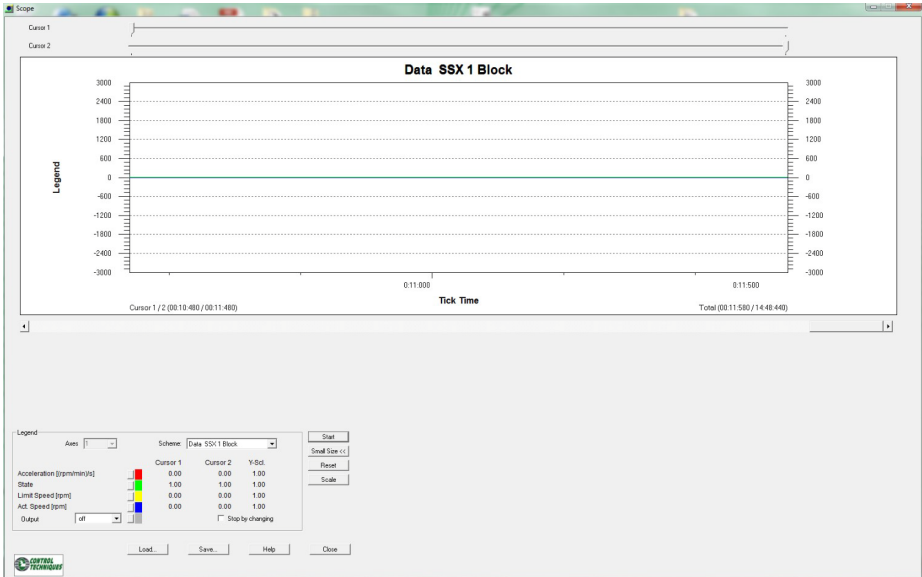 Scope
Cursor 1
Cursor 2
Data SSX 1 Block
3000 3000
2400 2400
1800 1800
1200 1200
600 600
0 0
-600 -600
-1200 -1200
-1800 -1800
-2400 -2400
-3000 -3000
Legend
0:11:000 0:11:500
Tick Time
Cursor 1 / 2 (00:10:480 / 00:11:480) Total (00:11:580 / 14:48:440)
Legend
Axes 1 Scheme: Data SSX 1 Block
Cursor 1 Cursor 2 Y-Scl.
Acceleration [(rpm/min)/s] 0.00 0.00 1.00
State 1.00 1.00 1.00
Limit Speed [rpm] 0.00 0.00 1.00
Act. Speed [rpm] 0.00 0.00 1.00
Output off Stop by changing
Start
Small Size <<
Reset
Scale
Load... Save... Help Close
CONTROL
TECHNIQUES